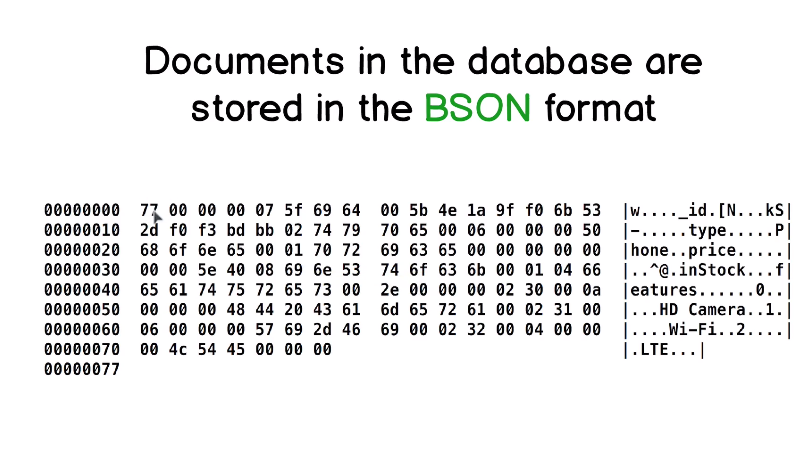 Documents in the database are
stored in the BSON format
00000000 77 00 00 00 07 5f 69 64 00 5b 4e 1a 9f f0 6b 53 |w...._id.[N...kS|
00000010 2d f0 f3 bd bb 02 74 79 70 65 00 06 00 00 00 50 |-.....type.....P|
00000020 68 6f 6e 65 00 01 70 72 69 63 65 00 00 00 00 00 |hone..price.....|
00000030 00 00 5e 40 08 69 6e 53 74 6f 63 6b 00 01 04 66 |..^@.inStock...f|
00000040 65 61 74 75 72 65 73 00 2e 00 00 00 02 30 00 0a |eatures......0..|
00000050 00 00 00 48 44 20 43 61 6d 65 72 61 00 02 31 00 |...HD Camera..1.|
00000060 06 00 00 00 57 69 2d 46 69 00 02 32 00 04 00 00 |....Wi-Fi..2....|
00000070 00 4c 54 45 00 00 00 |.LTE...|
00000077